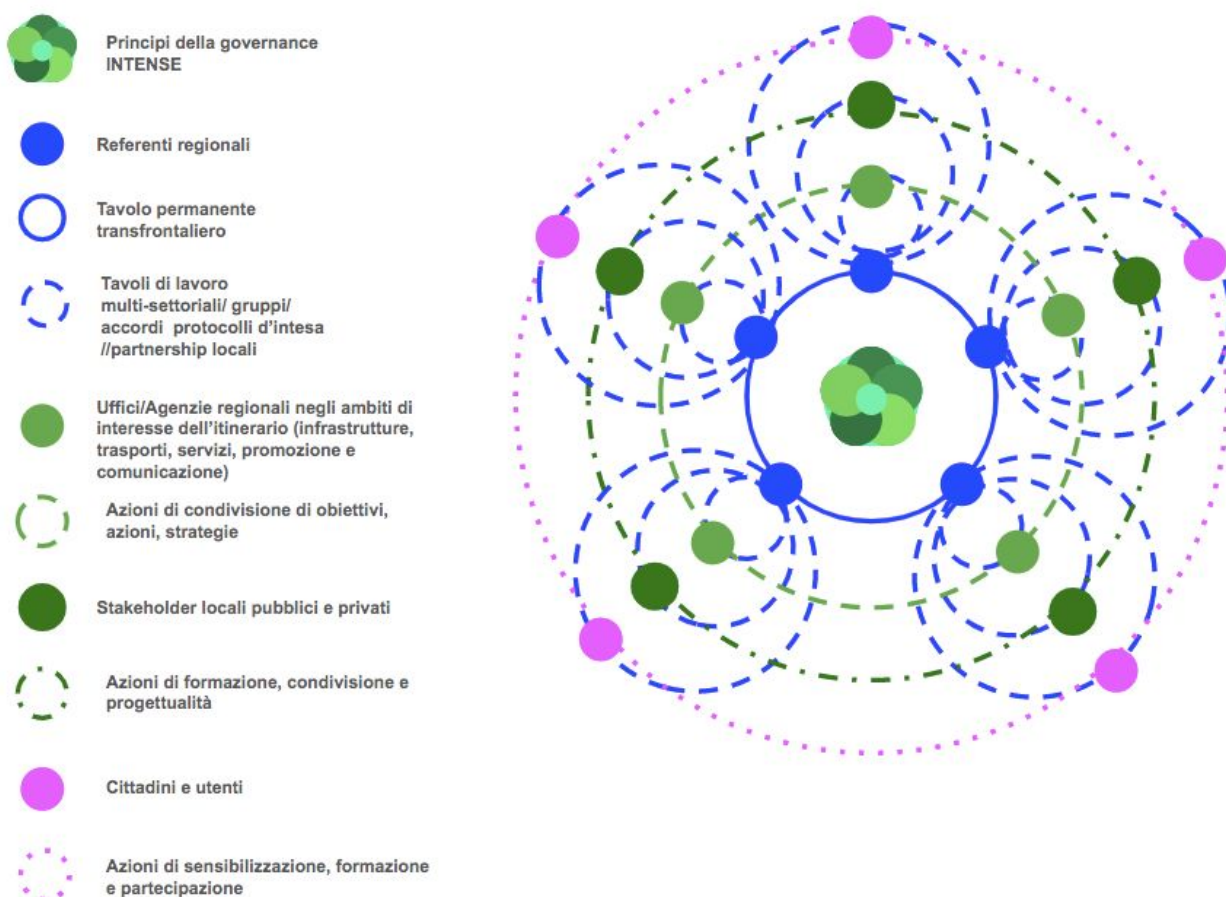 Principi della governance
INTENSE
Referenti regionali
Tavolo permanente
transfrontaliero
Tavoli di lavoro
multi-settoriali/ gruppi/
accordi protocolli d'intesa
//partnership locali
Uffici/Agenzie regionali negli ambiti di
interesse dell'itinerario (infrastrutture,
trasporti, servizi, promozione e
comunicazione)
Azioni di condivisione di obiettivi,
azioni, strategie
Stakeholder locali pubblici e privati
Azioni di formazione, condivisione e
progettualità
Cittadini e utenti
Azioni di sensibilizzazione, formazione
e partecipazione